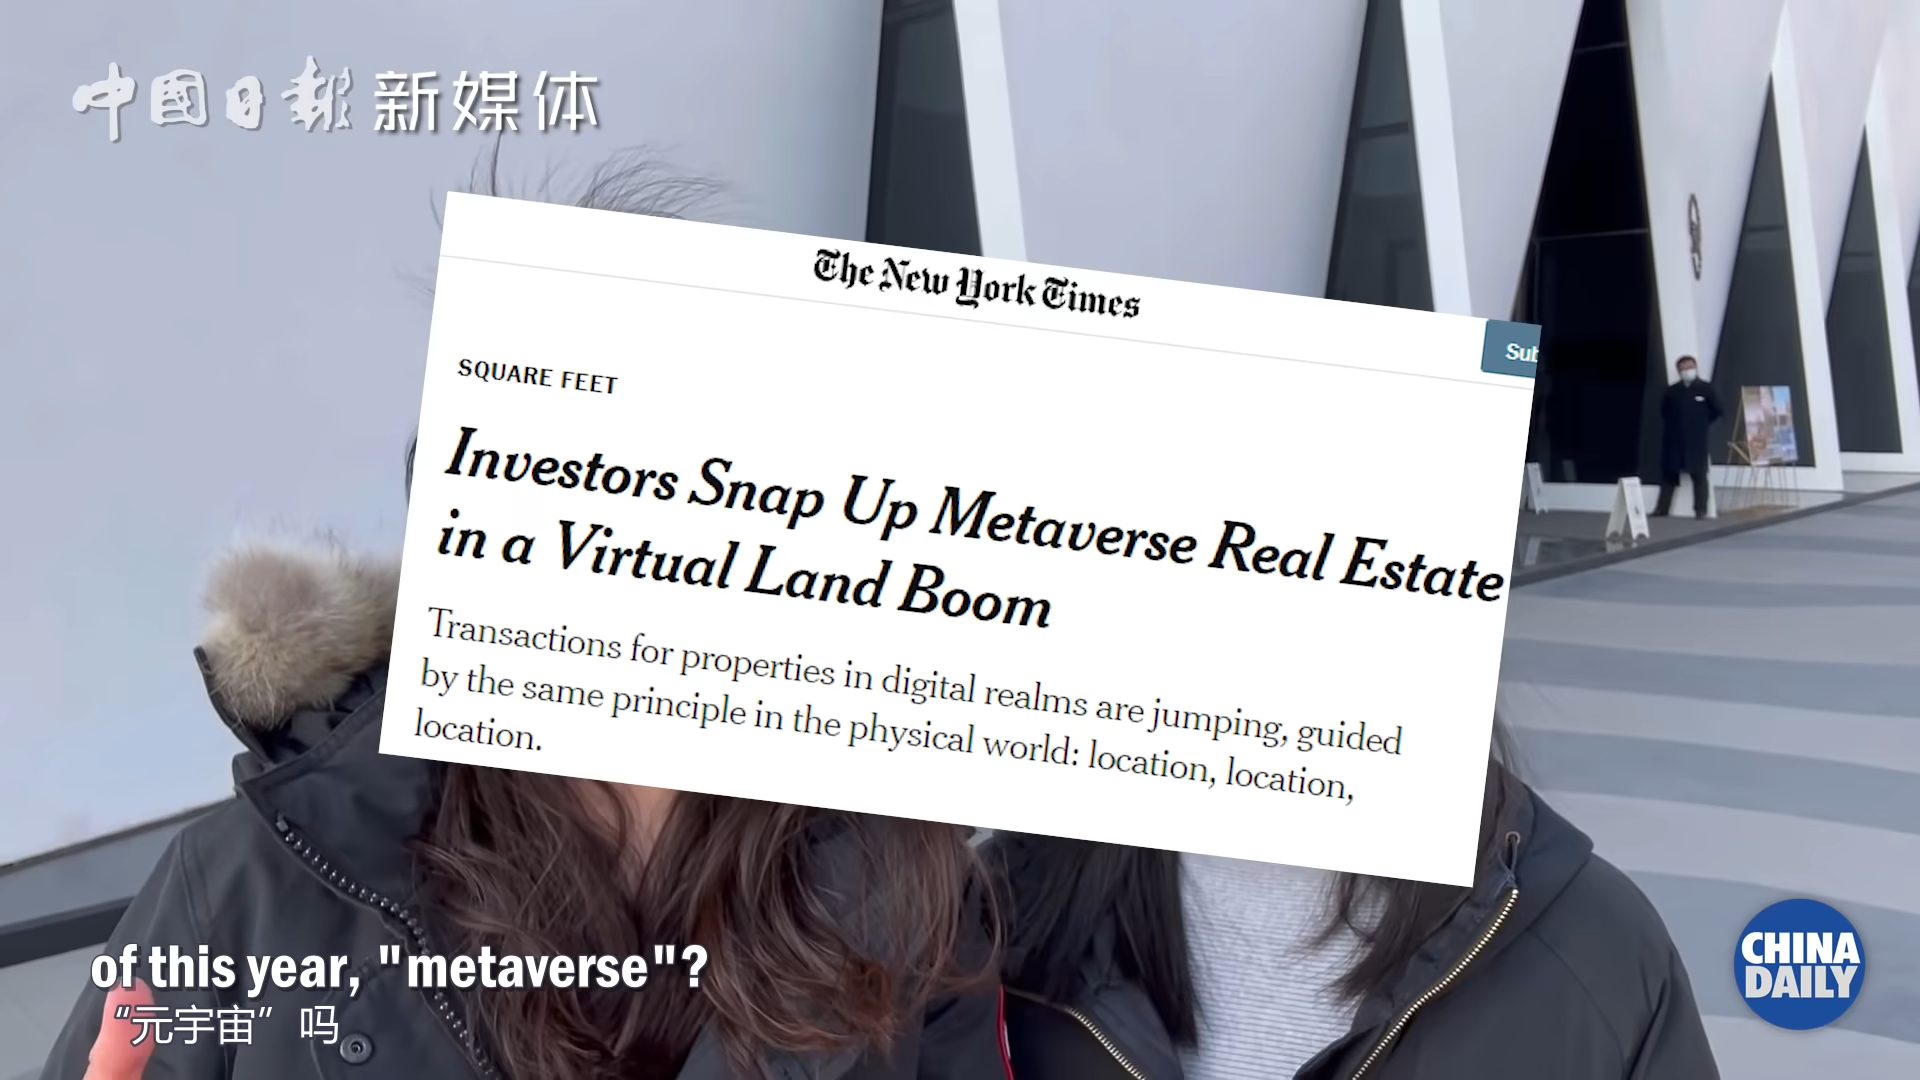 中國日報 新媒体
The New York Times
Sub
SQUARE FEET
Investors Snap Up Metaverse Real Estate
in a Virtual Land Boom
Transactions for properties in digital realms are jumping, guided
by the same principle in the physical world: location, location,
location.
of this year, "metaverse"?
“元宇宙”吗
CHINA
DAILY